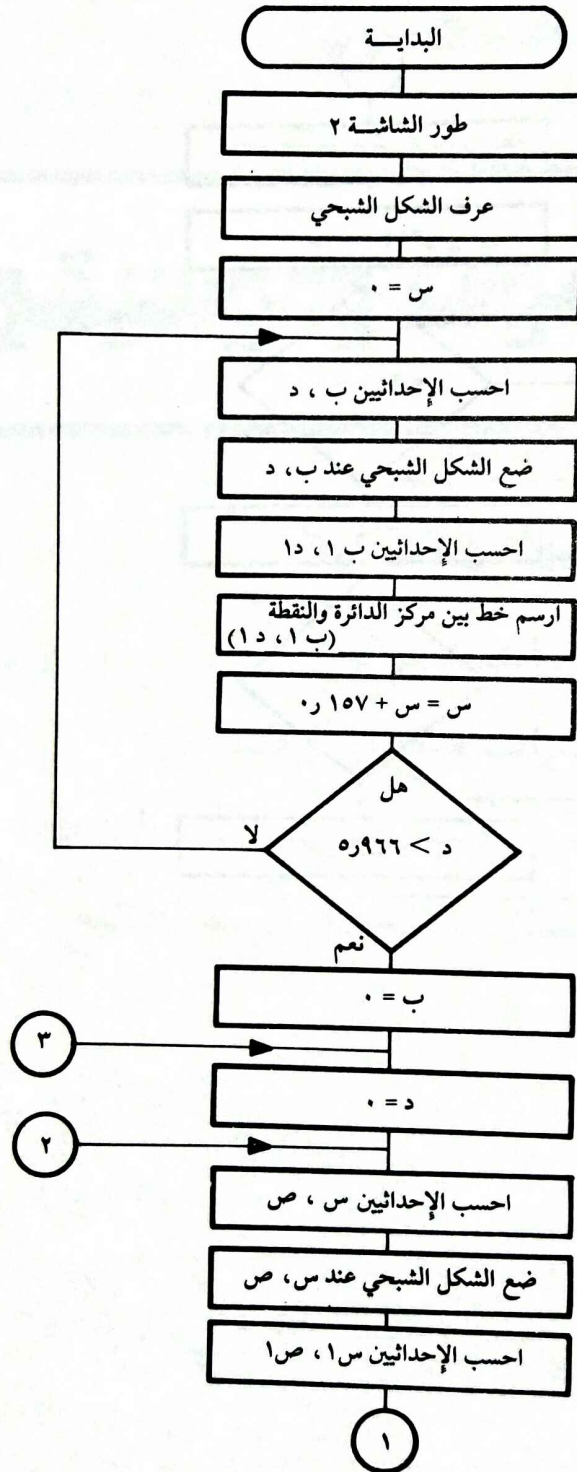 البدايـــة
طور الشاشــة ٢
عرف الشكل الشبحي
س = ٠
احسب الإحداثيين ب ، د
ضع الشكل الشبحي عند ب، د
احسب الإحداثيين ب ١، د١
ارسم خط بين مركز الدائرة والنقطة
(ب ١، د ١)
س = س + ١٥٧ ر٠
هل
د > ٩٦٦ر٥
لا
نعم
ب = ٠
٣
د = ٠
٢
احسب الإحداثيين س ، ص
ضع الشكل الشبحي عند س، ص
احسب الإحداثيين س١، ص١
١